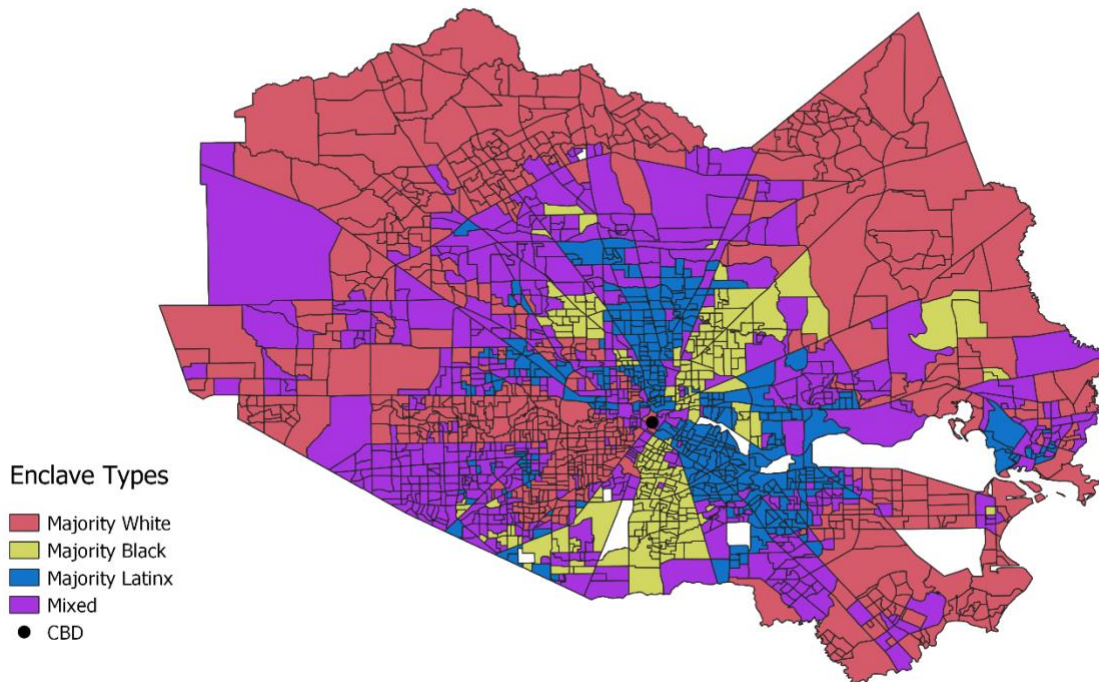 Enclave Types
Majority White
Majority Black
Majority Latinx
Mixed
CBD